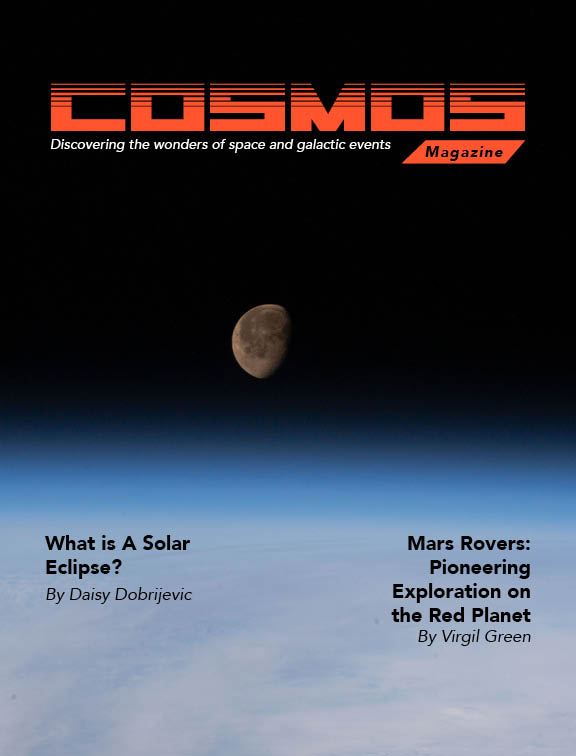 COSMOS
Discovering the wonders of space and galactic events
Magazine
What is A Solar
Eclipse?
By Daisy Dobrijevic
Mars Rovers:
Pioneering
Exploration on
the Red Planet
By Virgil Green